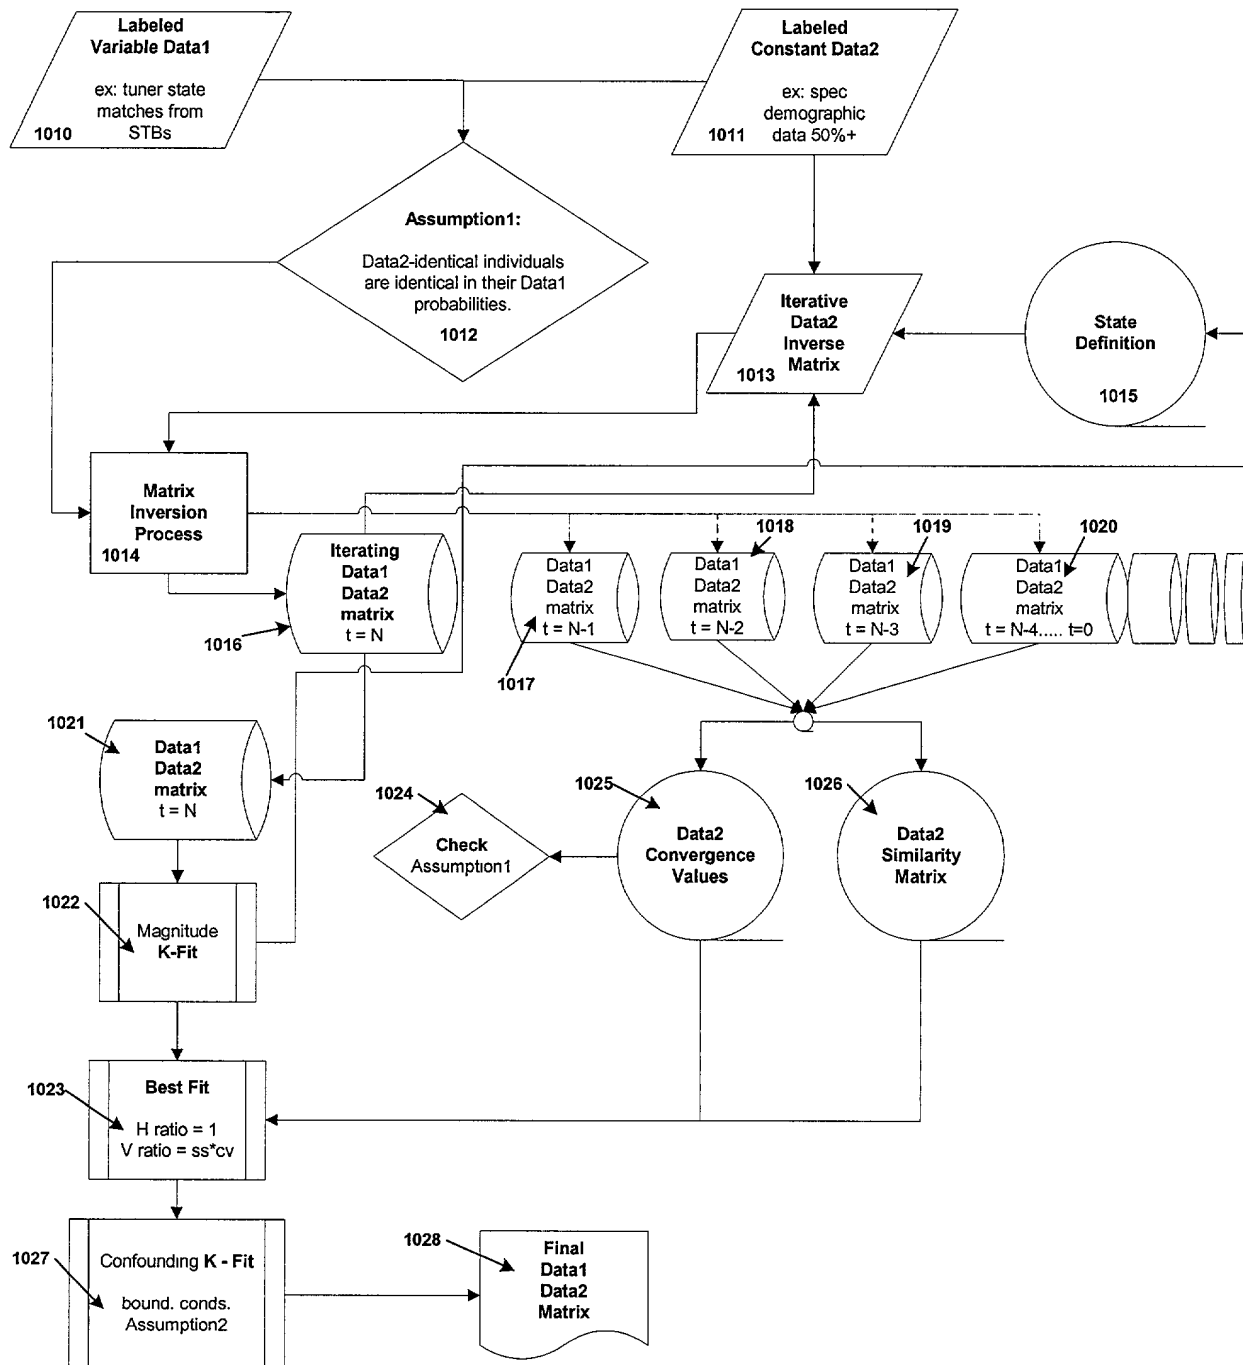 Labeled
Variable Data1
ex: tuner state
matches from
STBs
1010
Labeled
Constant Data2
ex: spec
demographic
data 50%+
1011
Assumption1:
Data2-identical individuals
are identical in their Data1
probabilities.
1012
Iterative
Data2
Inverse
Matrix
1013
State
Definition
1015
Matrix
Inversion
Process
1014
Iterating
Data1
Data2
matrix
t = N
1016
Data1
Data2
matrix
t = N-1
1017
1018
Data1
Data2
matrix
t = N-2
1019
Data1
Data2
matrix
t = N-3
1020
Data1
Data2
matrix
t = N-4..... t=0
1021
Data1
Data2
matrix
t = N
1024
Check
Assumption1
1025
Data2
Convergence
Values
1026
Data2
Similarity
Matrix
1022
Magnitude
K-Fit
1023
Best Fit
H ratio = 1
V ratio = ss*cv
1027
Confounding K - Fit
bound. conds.
Assumption2
1028
Final
Data1
Data2
Matrix